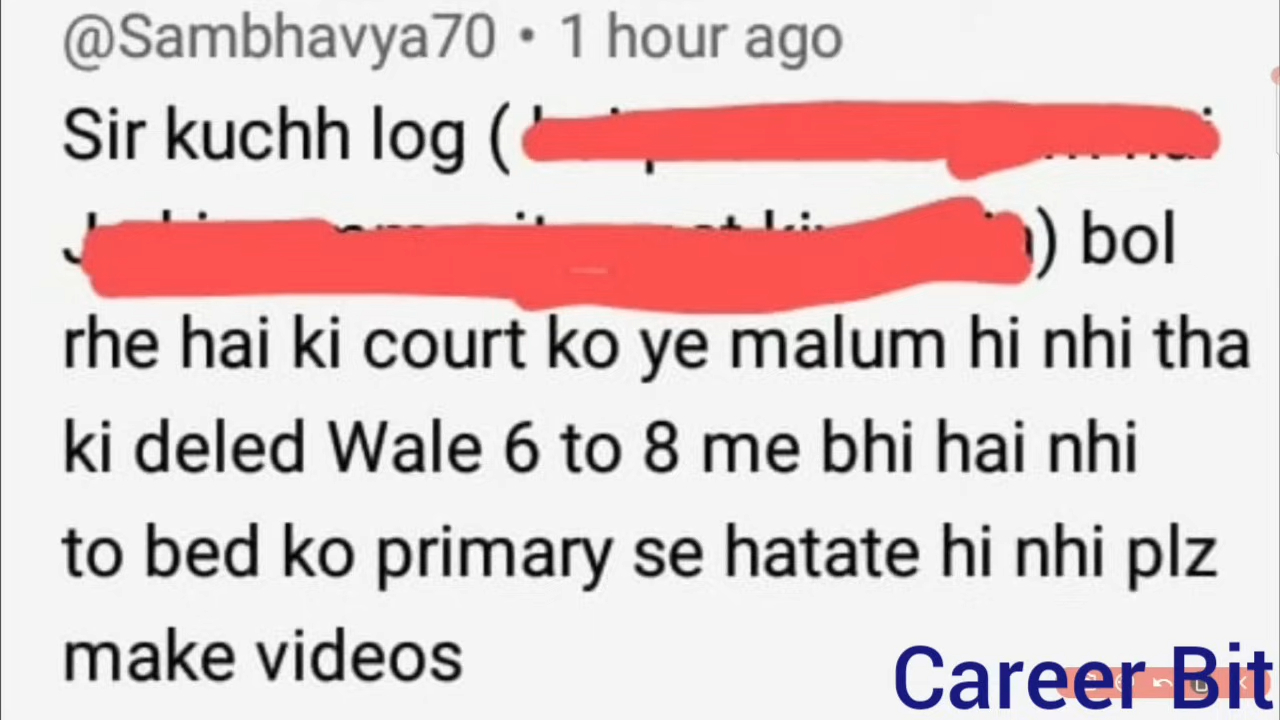 @Sambhavya70 • 1 hour ago
Sir kuchh log (
) bol
rhe hai ki court ko ye malum hi nhi tha
ki deled Wale 6 to 8 me bhi hai nhi
to bed ko primary se hatate hi nhi plz
make videos
Career Bit